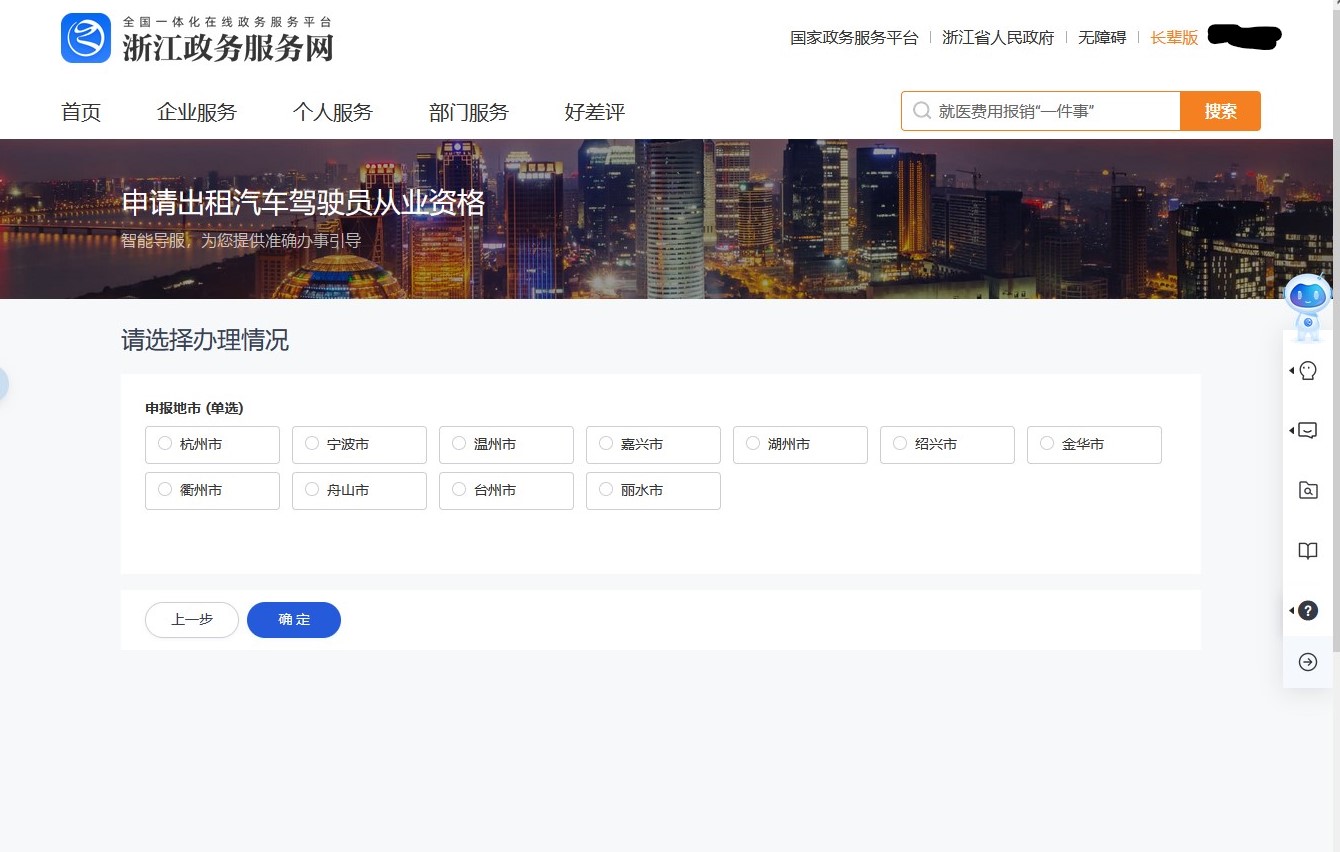 全国一体化在线政务服务平台
浙江政务服务网
国家政务服务平台 浙江省人民政府 无障碍 长辈版
首页 企业服务 个人服务 部门服务 好差评
就医费用报销“一件事” 搜索
申请出租汽车驾驶员从业资格
智能导服，为您提供准确办事引导
请选择办理情况
申报地市 (单选)
杭州市 宁波市 温州市 嘉兴市 湖州市 绍兴市 金华市
衢州市 舟山市 台州市 丽水市
上一步 确 定